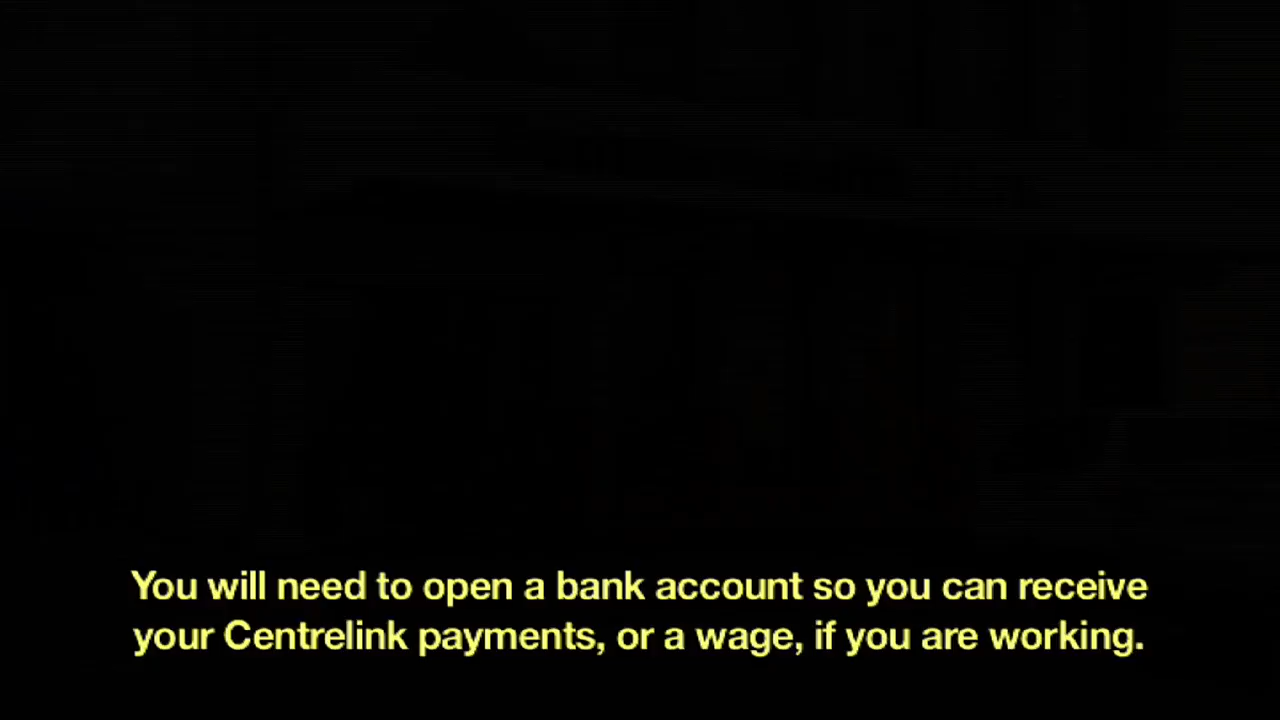 You will need to open a bank account so you can receive
your Centrelink payments, or a wage, if you are working.